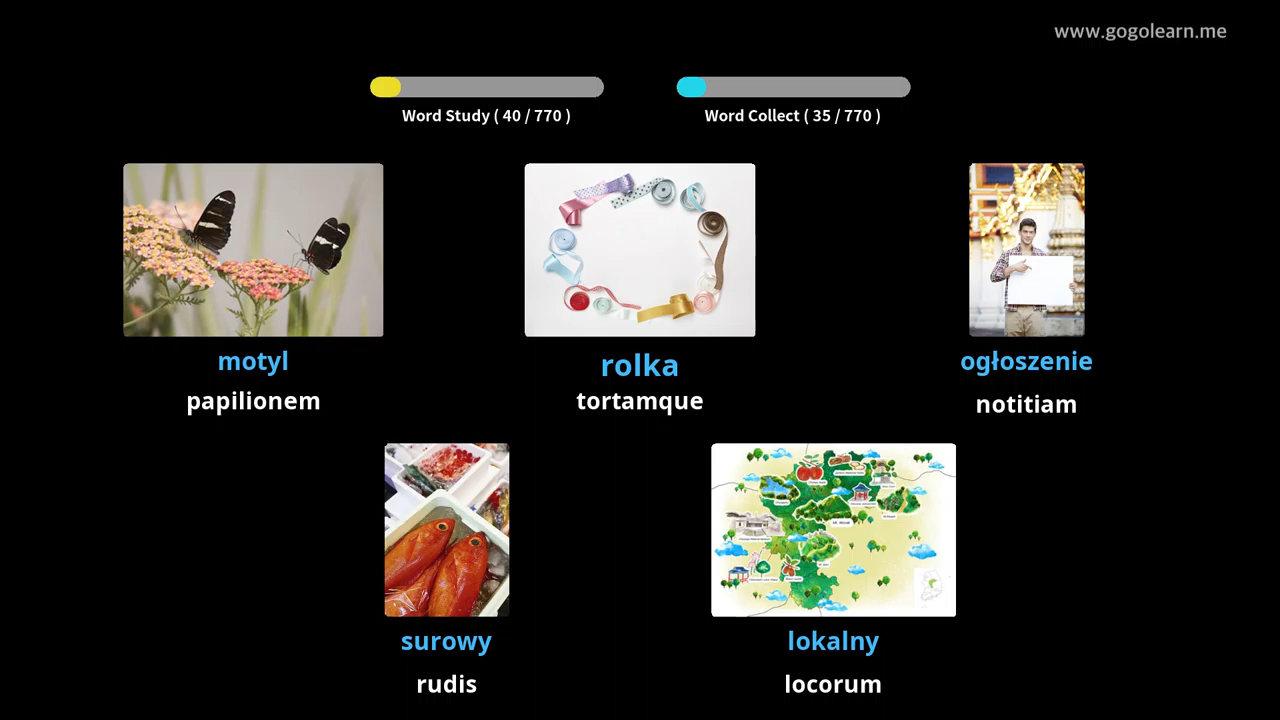 www.gogolearn.me
Word Study ( 40 / 770 )
Word Collect ( 35 / 770 )
motyl
rolka
ogłoszenie
papilionem
tortamque
notitiam
surowy
lokalny
rudis
locorum